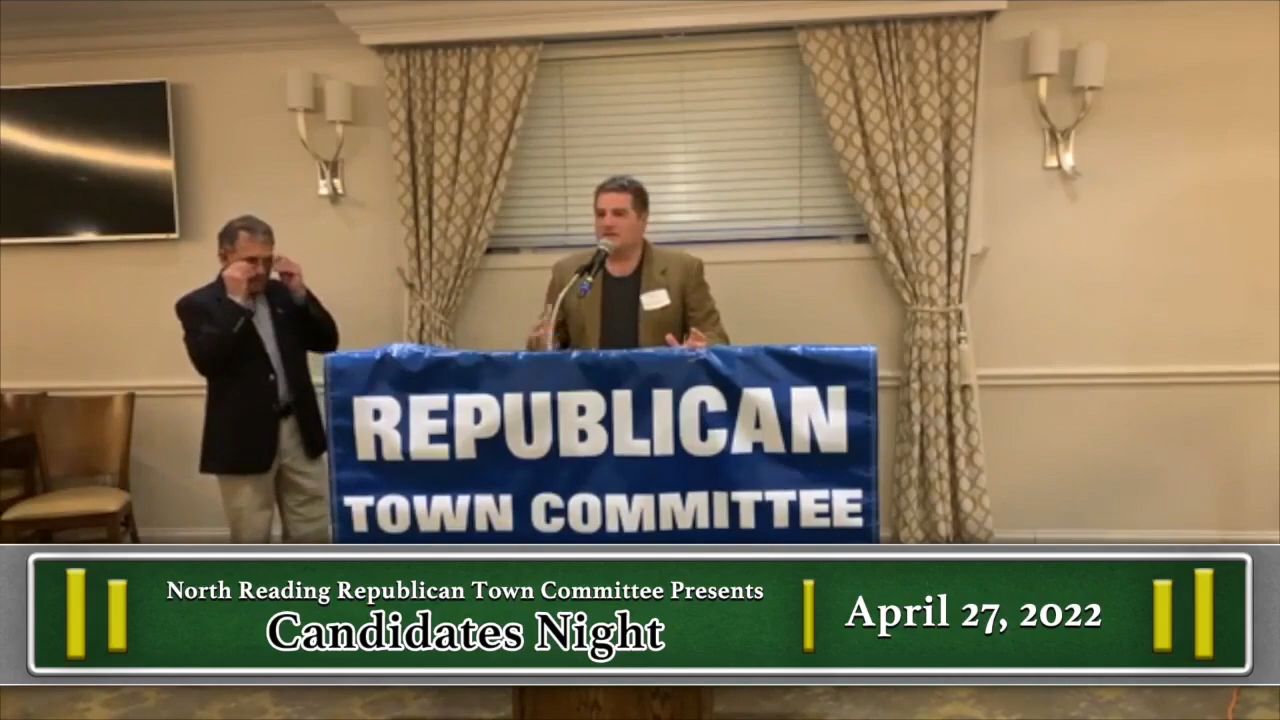 REPUBLICAN
TOWN COMMITTEE
North Reading Republican Town Committee Presents
Candidates Night
April 27, 2022